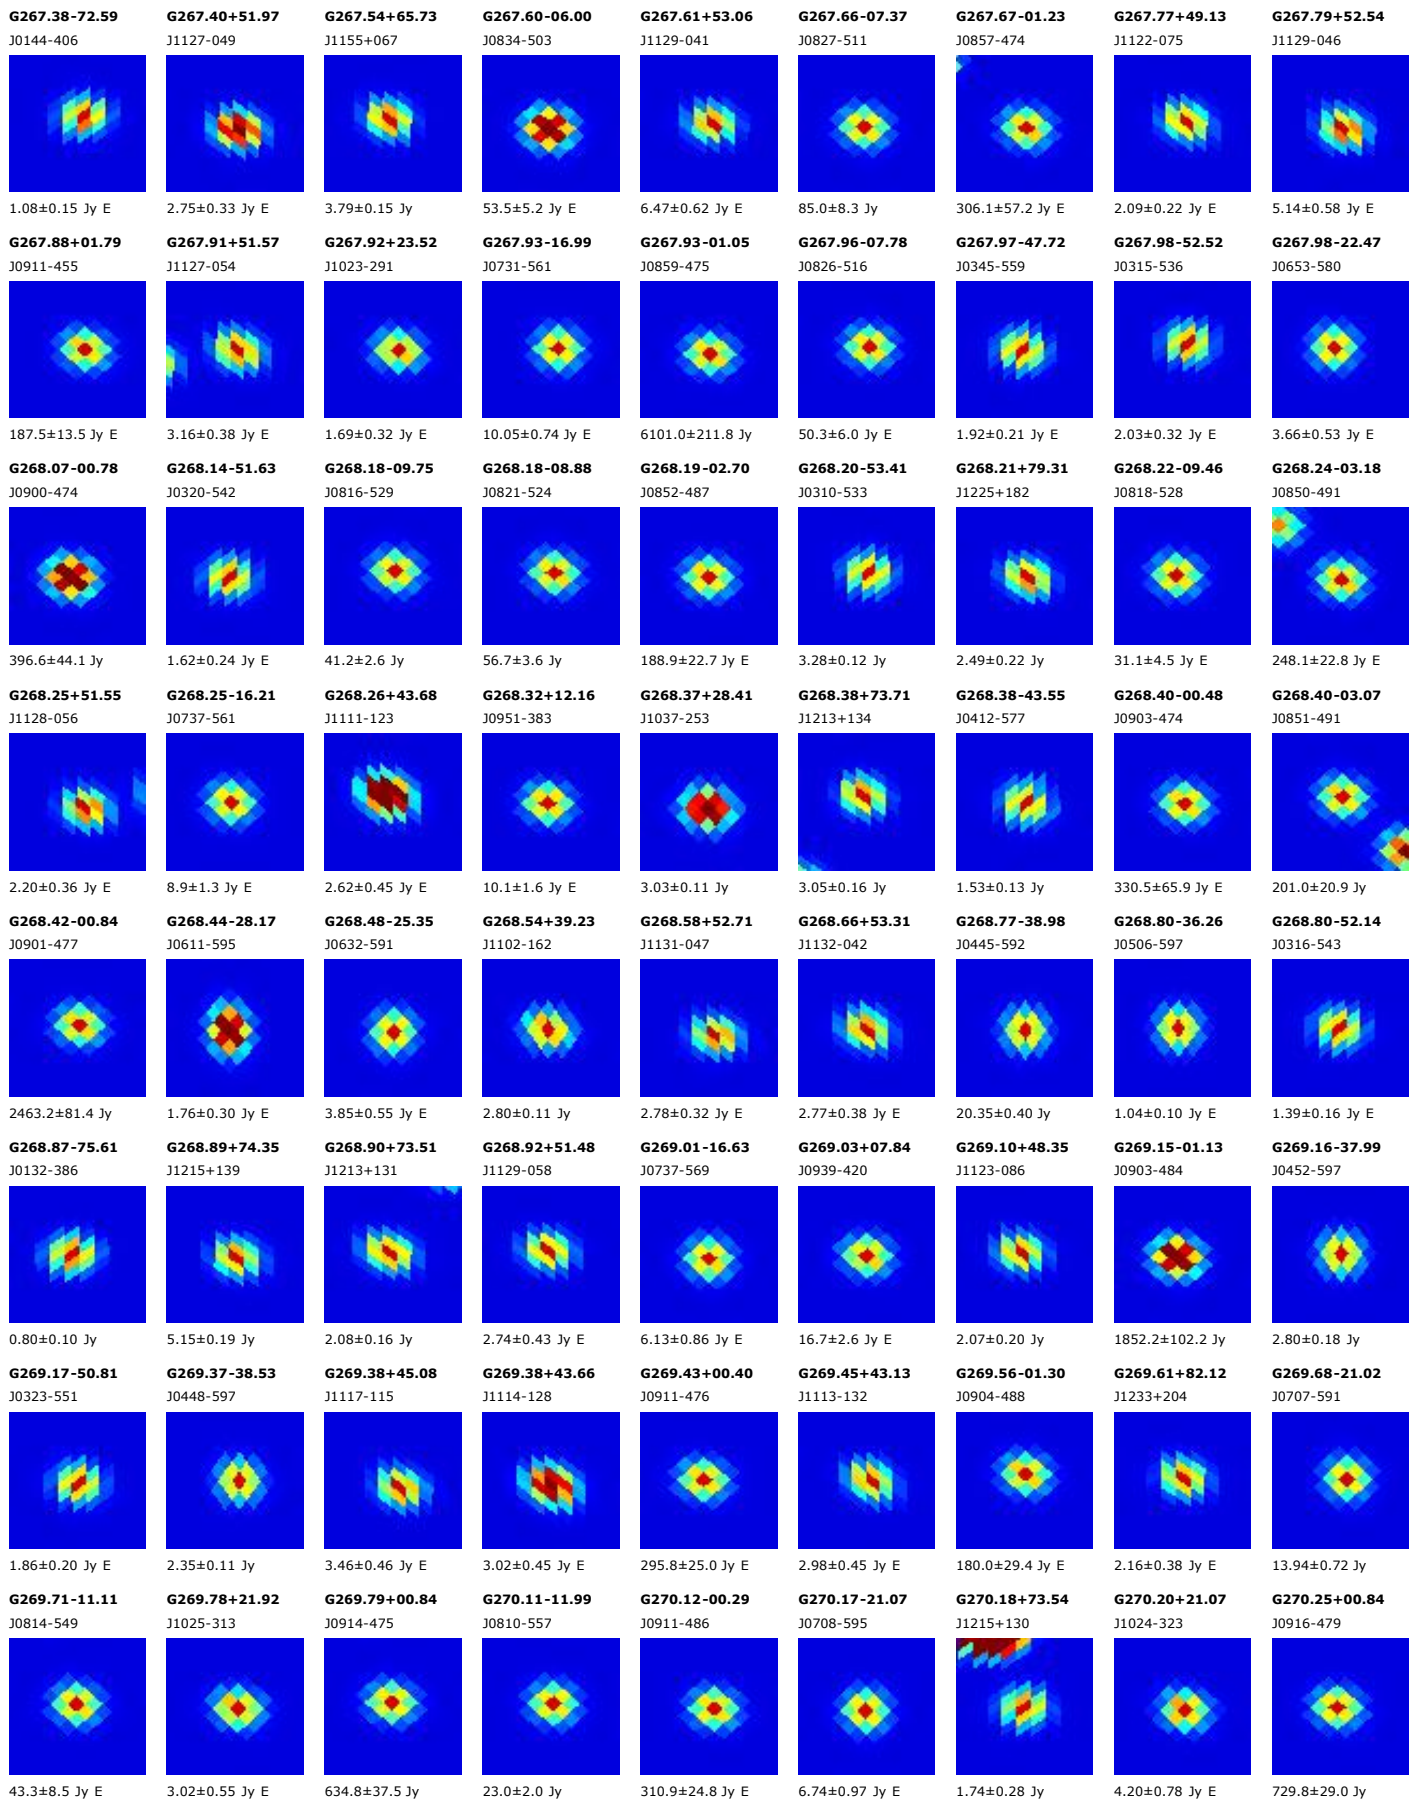 G267.38-72.59 G267.40+51.97 G267.54+65.73 G267.60-06.00 G267.61+53.06 G267.66-07.37 G267.67-01.23 G267.77+49.13 G267.79+52.54
J0144-406 J1127-049 J1155+067 J0834-503 J1129-041 J0827-511 J0857-474 J1122-075 J1129-046
1.08±0.15 Jy E 2.75±0.33 Jy E 3.79±0.15 Jy 53.5±5.2 Jy E 6.47±0.62 Jy E 85.0±8.3 Jy 306.1±57.2 Jy E 2.09±0.22 Jy E 5.14±0.58 Jy E
G267.88+01.79 G267.91+51.57 G267.92+23.52 G267.93-16.99 G267.93-01.05 G267.96-07.78 G267.97-47.72 G267.98-52.52 G267.98-22.47
J0911-455 J1127-054 J1023-291 J0731-561 J0859-475 J0826-516 J0345-559 J0315-536 J0653-580
187.5±13.5 Jy E 3.16±0.38 Jy E 1.69±0.32 Jy E 10.05±0.74 Jy E 6101.0±211.8 Jy 50.3±6.0 Jy E 1.92±0.21 Jy E 2.03±0.32 Jy E 3.66±0.53 Jy E
G268.07-00.78 G268.14-51.63 G268.18-09.75 G268.18-08.88 G268.19-02.70 G268.20-53.41 G268.21+79.31 G268.22-09.46 G268.24-03.18
J0900-474 J0320-542 J0816-529 J0821-524 J0852-487 J0310-533 J1225+182 J0818-528 J0850-491
396.6±44.1 Jy 1.62±0.24 Jy E 41.2±2.6 Jy 56.7±3.6 Jy 188.9±22.7 Jy E 3.28±0.12 Jy 2.49±0.22 Jy 31.1±4.5 Jy E 248.1±22.8 Jy E
G268.25+51.55 G268.25-16.21 G268.26+43.68 G268.32+12.16 G268.37+28.41 G268.38+73.71 G268.38-43.55 G268.40-00.48 G268.40-03.07
J1128-056 J0737-561 J1111-123 J0951-383 J1037-253 J1213+134 J0412-577 J0903-474 J0851-491
2.20±0.36 Jy E 8.9±1.3 Jy E 2.62±0.45 Jy E 10.1±1.6 Jy E 3.03±0.11 Jy 3.05±0.16 Jy 1.53±0.13 Jy 330.5±65.9 Jy E 201.0±20.9 Jy
G268.42-00.84 G268.44-28.17 G268.48-25.35 G268.54+39.23 G268.58+52.71 G268.66+53.31 G268.77-38.98 G268.80-36.26 G268.80-52.14
J0901-477 J0611-595 J0632-591 J1102-162 J1131-047 J1132-042 J0445-592 J0506-597 J0316-543
2463.2±81.4 Jy 1.76±0.30 Jy E 3.85±0.55 Jy E 2.80±0.11 Jy 2.78±0.32 Jy E 2.77±0.38 Jy E 20.35±0.40 Jy 1.04±0.10 Jy E 1.39±0.16 Jy E
G268.87-75.61 G268.89+74.35 G268.90+73.51 G268.92+51.48 G269.01-16.63 G269.03+07.84 G269.10+48.35 G269.15-01.13 G269.16-37.99
J0132-386 J1215+139 J1213+131 J1129-058 J0737-569 J0939-420 J1123-086 J0903-484 J0452-597
0.80±0.10 Jy 5.15±0.19 Jy 2.08±0.16 Jy 2.74±0.43 Jy E 6.13±0.86 Jy E 16.7±2.6 Jy E 2.07±0.20 Jy 1852.2±102.2 Jy 2.80±0.18 Jy
G269.17-50.81 G269.37-38.53 G269.38+45.08 G269.38+43.66 G269.43+00.40 G269.45+43.13 G269.56-01.30 G269.61+82.12 G269.68-21.02
J0323-551 J0448-597 J1117-115 J1114-128 J0911-476 J1113-132 J0904-488 J1233+204 J0707-591
1.86±0.20 Jy E 2.35±0.11 Jy 3.46±0.46 Jy E 3.02±0.45 Jy E 295.8±25.0 Jy E 2.98±0.45 Jy E 180.0±29.4 Jy E 2.16±0.38 Jy E 13.94±0.72 Jy
G269.71-11.11 G269.78+21.92 G269.79+00.84 G270.11-11.99 G270.12-00.29 G270.17-21.07 G270.18+73.54 G270.20+21.07 G270.25+00.84
J0814-549 J1025-313 J0914-475 J0810-557 J0911-486 J0708-595 J1215+130 J1024-323 J0916-479
43.3±8.5 Jy E 3.02±0.55 Jy E 634.8±37.5 Jy 23.0±2.0 Jy 310.9±24.8 Jy E 6.74±0.97 Jy E 1.74±0.28 Jy 4.20±0.78 Jy E 729.8±29.0 Jy